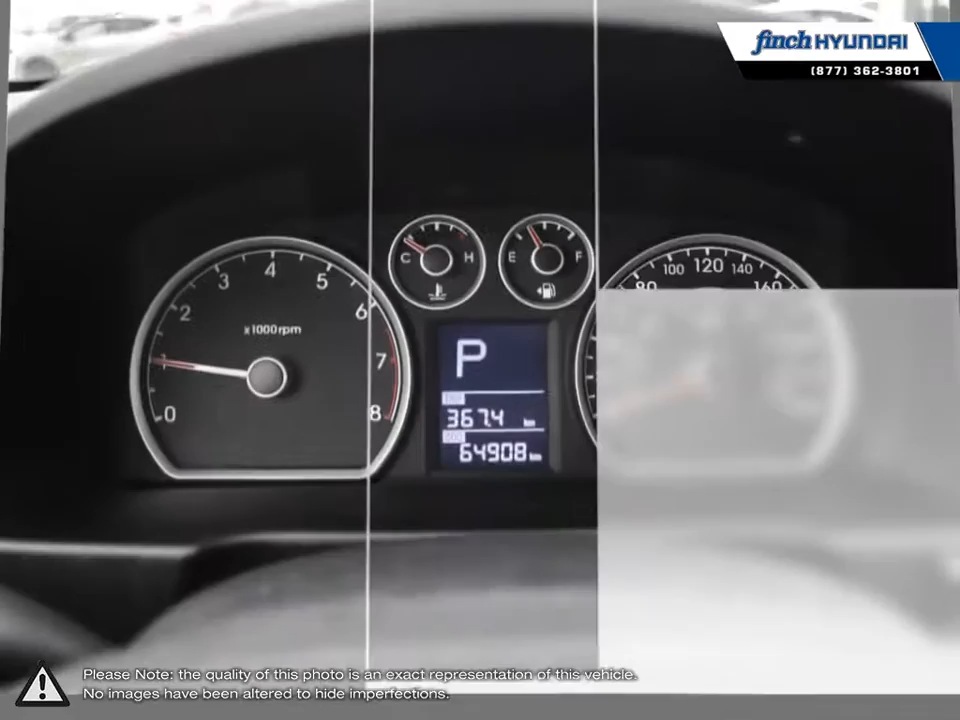 finch HYUNDAI
(877) 362-3801
C H
E F
100 120 140
80 160
0 1 2 3 4 5 6 7 8
x1000rpm
P
367.4 km
64908 km
Please Note: the quality of this photo is an exact representation of this vehicle.
No images have been altered to hide imperfections.